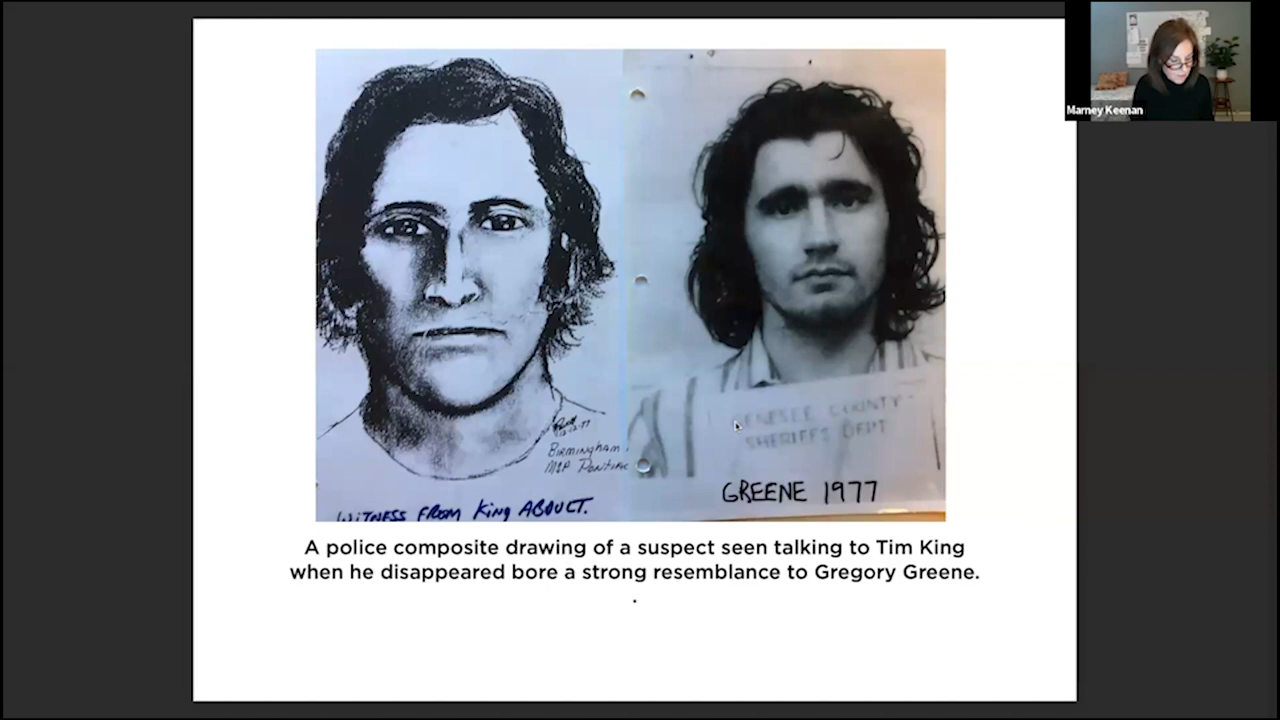 Marney Keenan
Birmingham
MSP Pontiac
WITNESS FROM King ABDUCT.
GENESEE COUNTY
SHERIFFS DEPT
GREENE 1977
A police composite drawing of a suspect seen talking to Tim King
when he disappeared bore a strong resemblance to Gregory Greene.
.